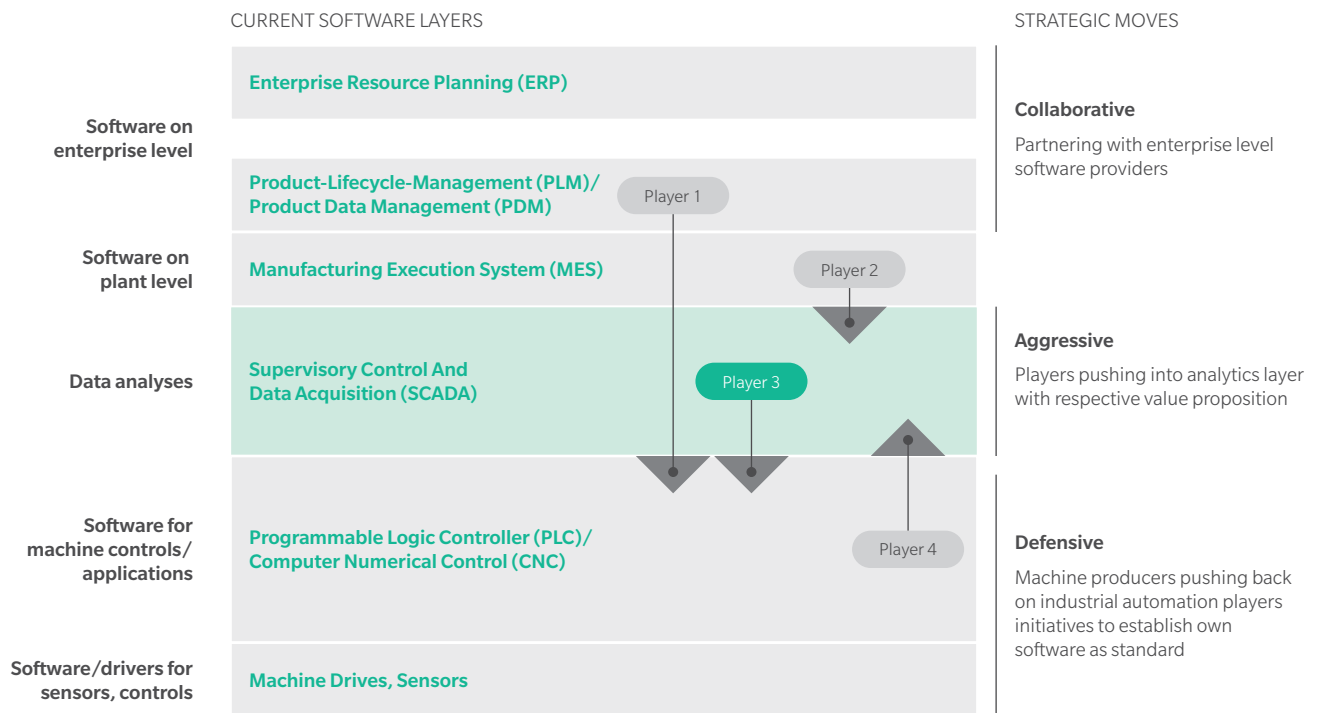 CURRENT SOFTWARE LAYERS
STRATEGIC MOVES
Software on
enterprise level
Enterprise Resource Planning (ERP)
Product-Lifecycle-Management (PLM)/
Product Data Management (PDM)
Player 1
Collaborative
Partnering with enterprise level
software providers
Software on
plant level
Manufacturing Execution System (MES)
Player 2
Data analyses
Supervisory Control And
Data Acquisition (SCADA)
Player 3
Aggressive
Players pushing into analytics layer
with respective value proposition
Software for
machine controls/
applications
Programmable Logic Controller (PLC)/
Computer Numerical Control (CNC)
Player 4
Defensive
Machine producers pushing back
on industrial automation players
initiatives to establish own
software as standard
Software/drivers for
sensors, controls
Machine Drives, Sensors